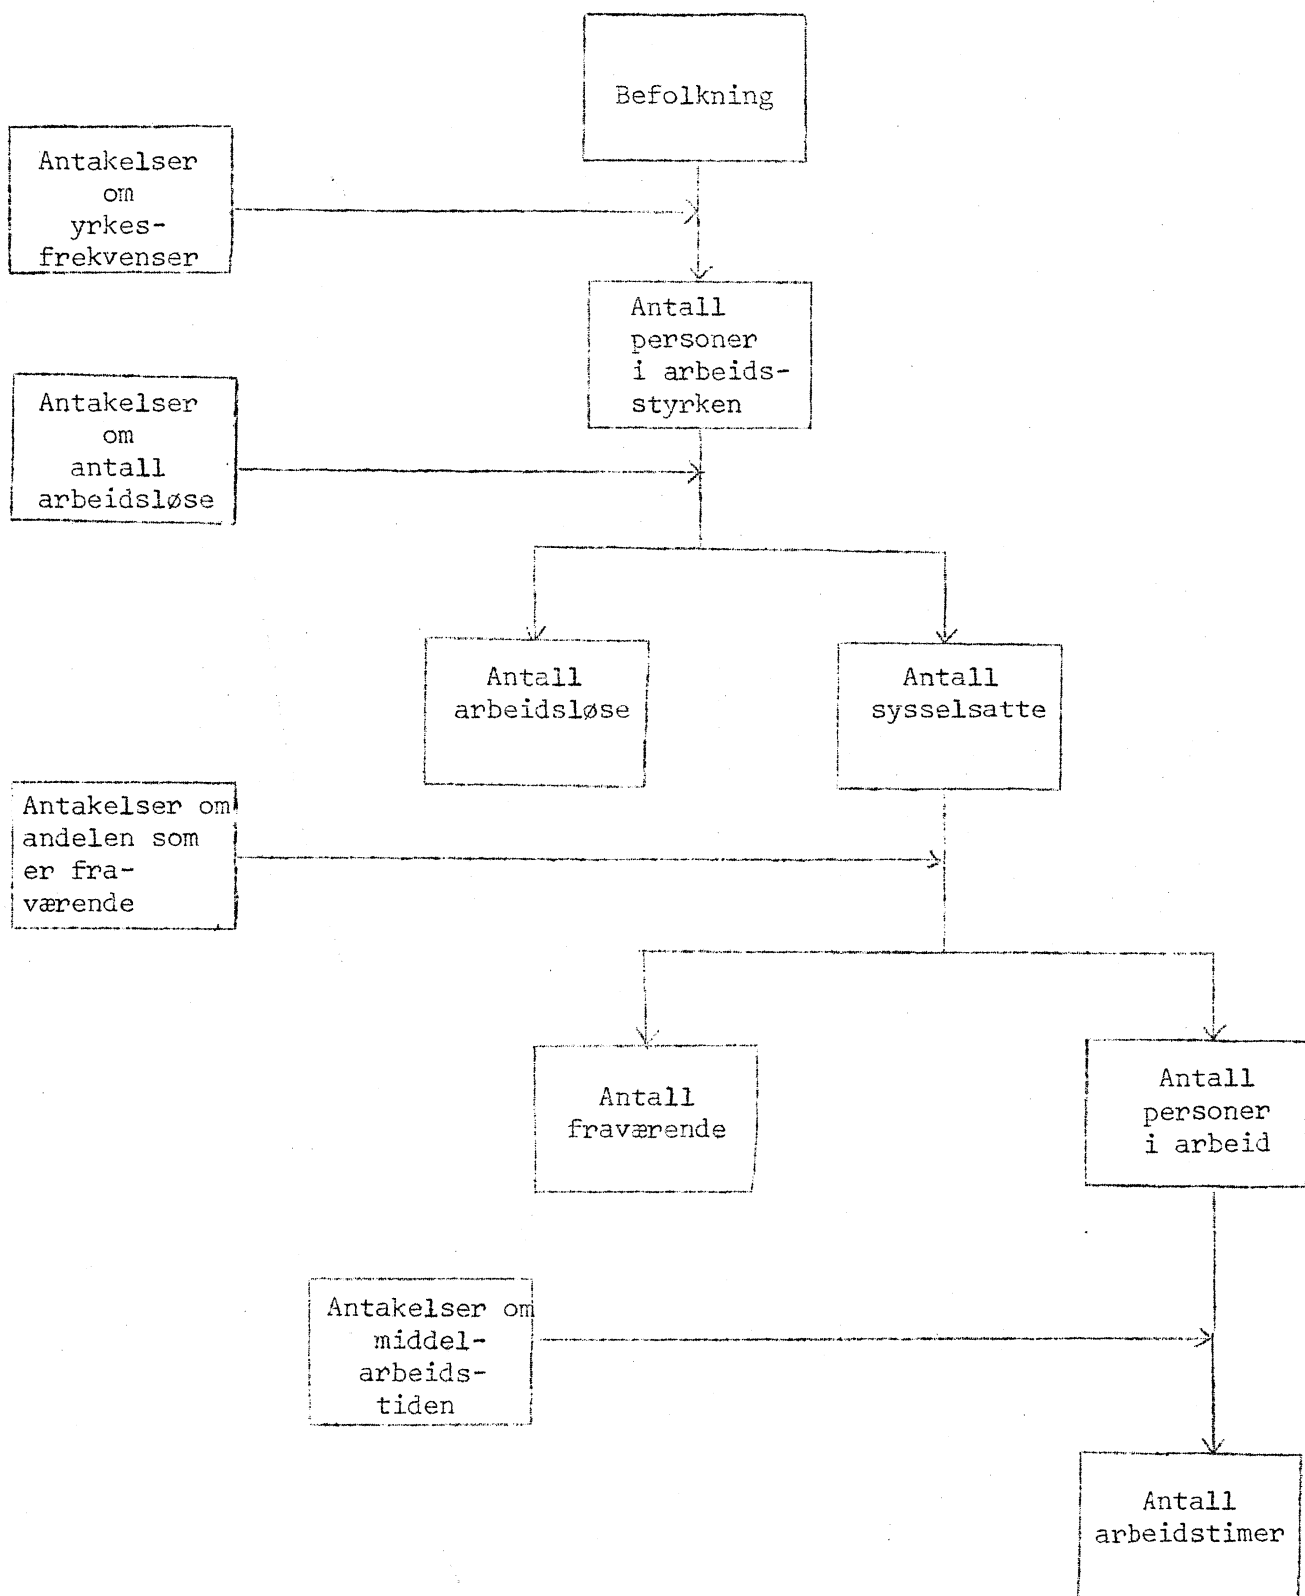 Befolkning
Antakelser
om
yrkes-
frekvenser
Antall
personer
i arbeids-
styrken
Antakelser
om
antall
arbeidsløse
Antall
arbeidsløse
Antall
sysselsatte
Antakelser om
andelen som
er fra-
værende
Antall
fraværende
Antall
personer
i arbeid
Antakelser om
middel-
arbeids-
tiden
Antall
arbeidstimer